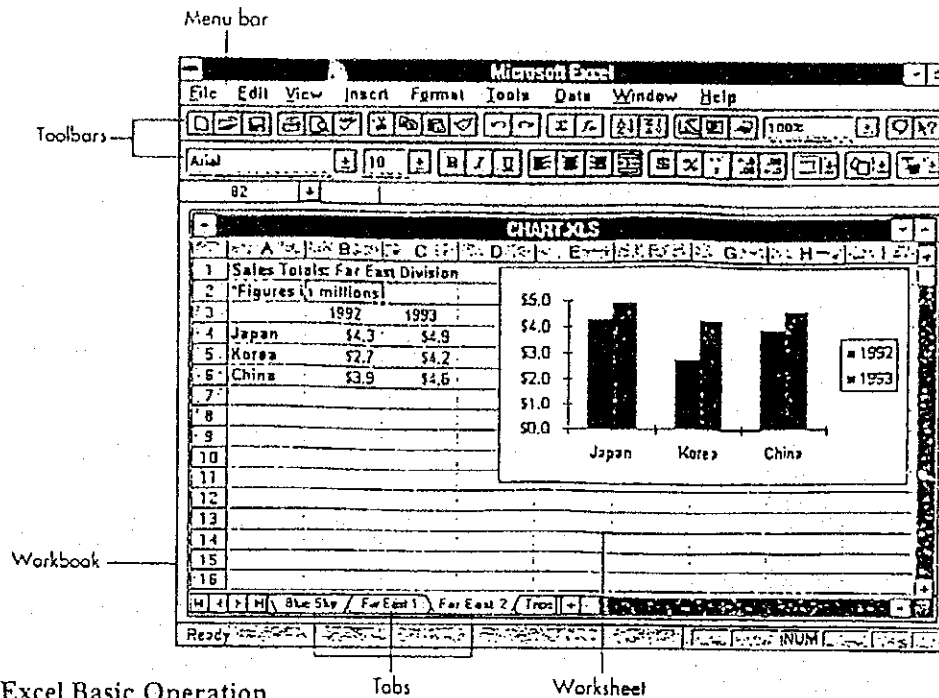 Menu bar
Microsoft Excel
File Edit View Insert Format Tools Data Window Help
Toolbars
100%
Arial 10 B I U
B2
CHART.XLS
A B C D E F G H I
1 Sales Totals: Far East Division
2 *Figures in millions
3 1992 1993
4 Japan $4.3 $4.9
5 Korea $2.7 $4.2
6 China $3.9 $4.6
7
8
9
10
11
12
13
14
15
16
$5.0
$4.0
$3.0
$2.0
$1.0
$0.0
Japan Korea China
1992
1993
Workbook
Blue Sky Far East 1 Far East 2
Ready NUM
Tabs Worksheet
Excel Basic Operation